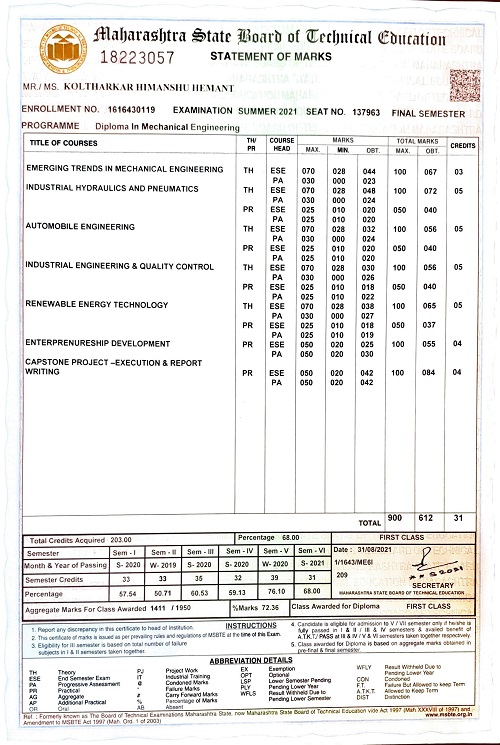 Maharashtra State Board of Technical Education
18223057 STATEMENT OF MARKS
MR./ MS. KOLTHARKAR HIMANSHU HEMANT
ENROLLMENT NO. 1616430119 EXAMINATION SUMMER 2021 SEAT NO. 137963 FINAL SEMESTER
PROGRAMME Diploma In Mechanical Engineering
TITLE OF COURSES TH/ PR COURSE HEAD MARKS MAX. MIN. OBT. TOTAL MARKS MAX. OBT. CREDITS
EMERGING TRENDS IN MECHANICAL ENGINEERING TH ESE 070 028 044 100 067 03
PA 030 000 023
INDUSTRIAL HYDRAULICS AND PNEUMATICS TH ESE 070 028 048 100 072 05
PA 030 000 024
PR ESE 025 010 020 050 040
PA 025 010 020
AUTOMOBILE ENGINEERING TH ESE 070 028 032 100 056 05
PA 030 000 024
PR ESE 025 010 020 050 040
PA 025 010 020
INDUSTRIAL ENGINEERING & QUALITY CONTROL TH ESE 070 028 030 100 056 05
PA 030 000 026
PR ESE 025 010 018 050 040
PA 025 010 022
RENEWABLE ENERGY TECHNOLOGY TH ESE 070 028 038 100 065 05
PA 030 000 027
PR ESE 025 010 018 050 037
PA 025 010 019
ENTERPRENUREHIP DEVELOPMENT PR ESE 050 020 025 100 055 04
PA 050 020 030
CAPSTONE PROJECT –EXECUTION & REPORT
WRITING PR ESE 050 020 042 100 084 04
PA 050 020 042
TOTAL 900 612 31
Total Credits Acquired 203.00 Percentage 68.00 FIRST CLASS
Semester Sem - I Sem - II Sem - III Sem - IV Sem - V Sem - VI Date : 31/08/2021
Month & Year of Passing S- 2020 W- 2019 S- 2020 S- 2020 W- 2020 S- 2021 1/1643/ME6I
Semester Credits 33 33 35 32 39 31 209
SECRETARY
Percentage 57.54 50.71 60.53 59.13 76.10 68.00 MAHARASHTRA STATE BOARD OF TECHNICAL EDUCATION
Aggregate Marks For Class Awarded 1411 / 1950 %Marks 72.36 Class Awarded for Diploma FIRST CLASS
INSTRUCTIONS
1. Report any discrepancy in this certificate to head of Institution.
2. The certificate of marks is issued as per prevailing rules and regulations of MSBTE at the time of this Exam.
3. Eligibility for III semester is based on total number of failure
subjects in I & II semesters taken together.
4. Candidate is eligible for admission to V / VII semester only if he/she is
fully passed in I & II / III & IV semesters & availed benefit of
A.T.K.T./ PASS at III & IV / V & VI semesters taken together respectively.
5. Class awarded for Diploma is based on aggregate marks obtained in
pre-final & final semester.
ABBREVIATION DETAILS
TH Theory PJ Project Work EX Exemption WFLY Result Withheld Due to
ESE End Semester Exam IT Industrial Training OPT Optional Pending Lower Year
PA Progressive Assessment @ Condoned Marks LSP Lower Semester Pending CON Condoned
PR Practical * Failure Marks PLY Pending Lower Year F.T. Failure But Allowed to keep Term
AG Aggregate # Carry Forward Marks WFLS Result Withheld Due to A.T.K.T. Allowed to Keep Term
AP Additional Practical % Percentage of Marks Pending Lower Semester DIST Distinction
OR Oral AB Absent
www.msbte.org.in
Ref. : Formerly known as The Board of Technical Examinations Maharashtra State, now Maharashtra State Board of Technical Education vide Act 1997 (Mah XXXVIII of 1997) and
Amendment to MSBTE Act 1997 (Mah. Ord. 1 of 2003)